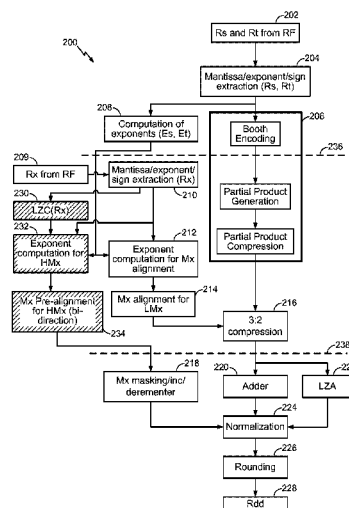 200
202
Rs and Rt from RF
204
Mantissa/exponent/sign
extraction (Rs, Rt)
208
Computation of
exponents (Es, Et)
206
Booth
Encoding
236
209
Rx from RF
Mantissa/exponent/
sign extraction (Rx)
210
230
LZC(Rx)
232
Exponent
computation for
HMx
212
Exponent
computation for Mx
alignment
Partial Product
Generation
Partial Product
Compression
214
Mx alignment for
LMx
216
3:2
compression
Mx Pre-alignment
for HMx (bi-
direction)
234
238
218
Mx masking/inc/
derementer
220
Adder
LZA
224
Normalization
226
Rounding
228
Rdd